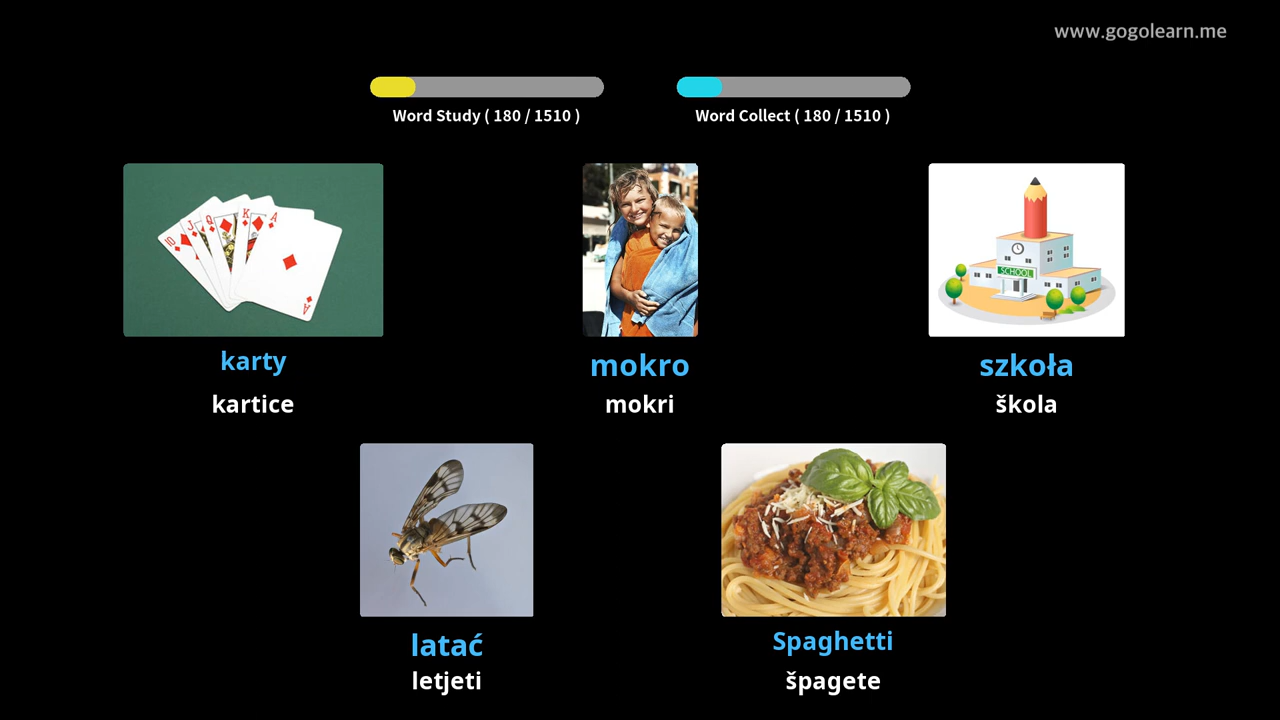 www.gogolearn.me
Word Study ( 180 / 1510 )
Word Collect ( 180 / 1510 )
10 J Q K A
A
SCHOOL
karty
mokro
szkoła
kartice
mokri
škola
latać
Spaghetti
letjeti
špagete